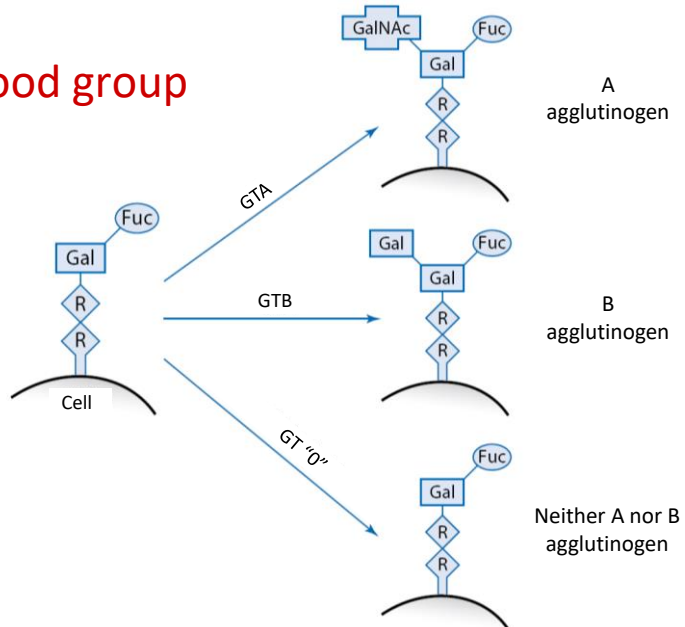 ood group
GalNAc
Fuc
Gal
R
R
A
agglutinogen
GTA
Fuc
Gal
R
R
Cell
GTB
Gal
Fuc
Gal
R
R
B
agglutinogen
GT “0”
Fuc
Gal
R
R
Neither A nor B
agglutinogen